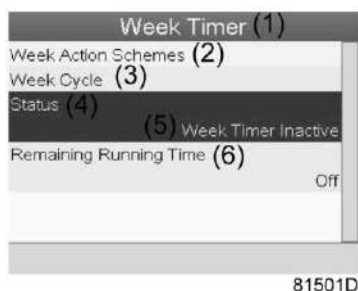 Week Timer (1)
Week Action Schemes (2)
Week Cycle (3)
Status (4)
(5) Week Timer Inactive
Remaining Running Time (6)
Off
81501D